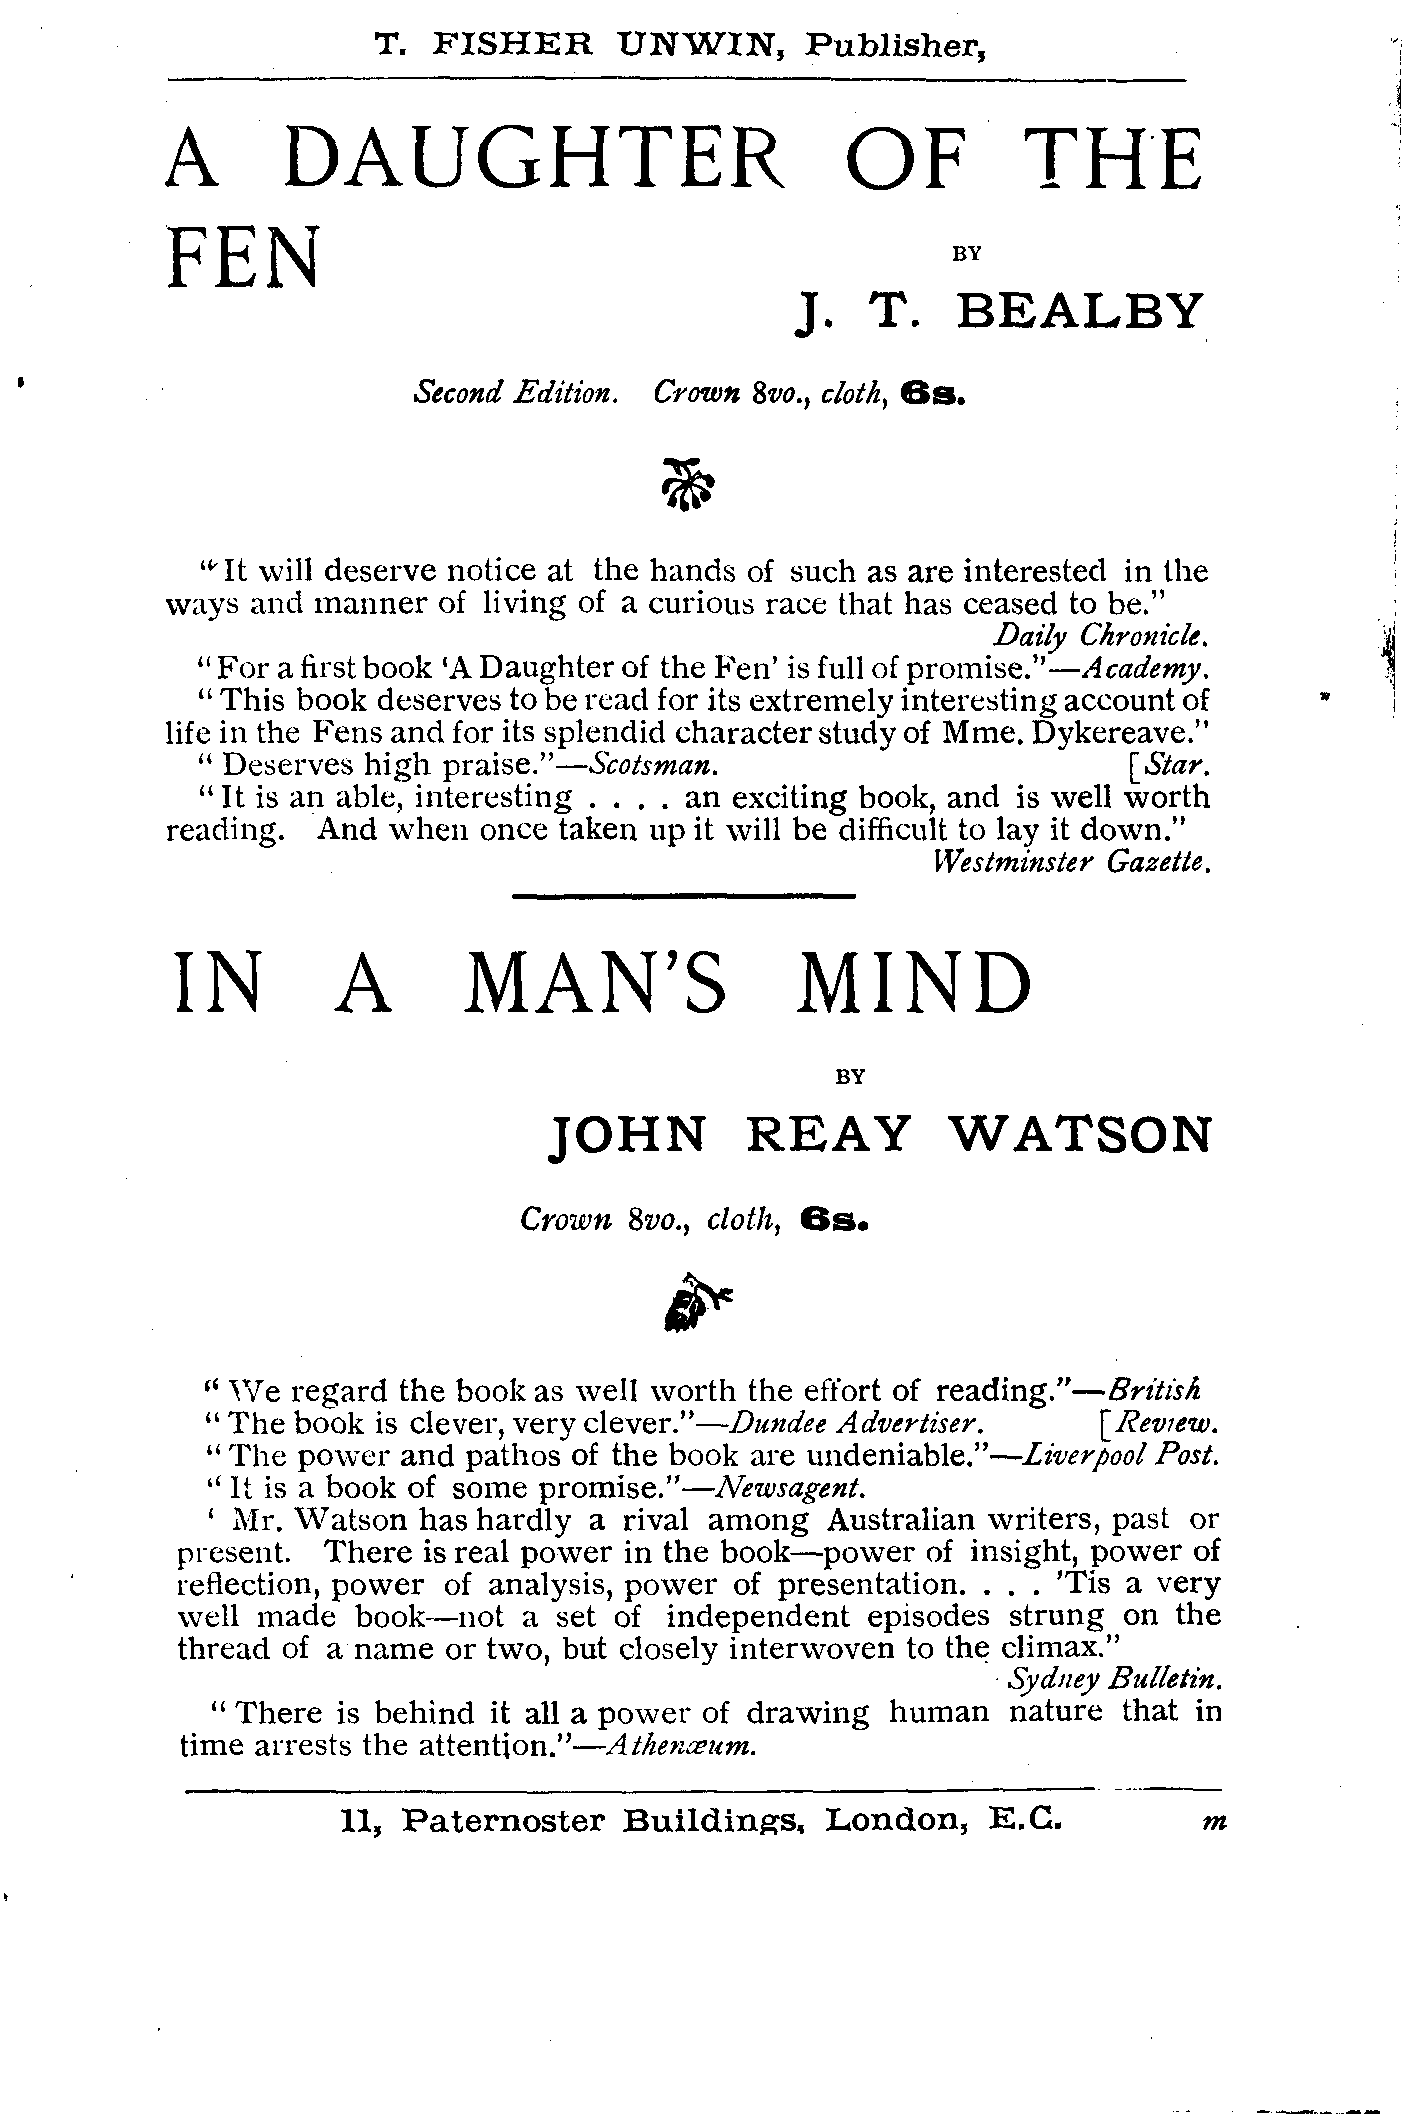 T. FISHER UNWIN, Publisher,
A DAUGHTER OF THE
FEN
BY
J. T. BEALBY
Second Edition. Crown 8vo., cloth, 6s.
"It will deserve notice at the hands of such as are interested in the
ways and manner of living of a curious race that has ceased to be."
Daily Chronicle.
"For a first book 'A Daughter of the Fen' is full of promise."—Academy.
"This book deserves to be read for its extremely interesting account of
life in the Fens and for its splendid character study of Mme. Dykereave."
"Deserves high praise."—Scotsman. [Star.
"It is an able, interesting . . . . an exciting book, and is well worth
reading. And when once taken up it will be difficult to lay it down."
Westminster Gazette.
IN A MAN'S MIND
BY
JOHN REAY WATSON
Crown 8vo., cloth, 6s.
"We regard the book as well worth the effort of reading."—British
"The book is clever, very clever."—Dundee Advertiser. [Review.
"The power and pathos of the book are undeniable."—Liverpool Post.
"It is a book of some promise."—Newsagent.
' Mr. Watson has hardly a rival among Australian writers, past or
present. There is real power in the book—power of insight, power of
reflection, power of analysis, power of presentation. . . . 'Tis a very
well made book—not a set of independent episodes strung on the
thread of a name or two, but closely interwoven to the climax."
Sydney Bulletin.
"There is behind it all a power of drawing human nature that in
time arrests the attention."—Athenæum.
11, Paternoster Buildings, London, E.C. m